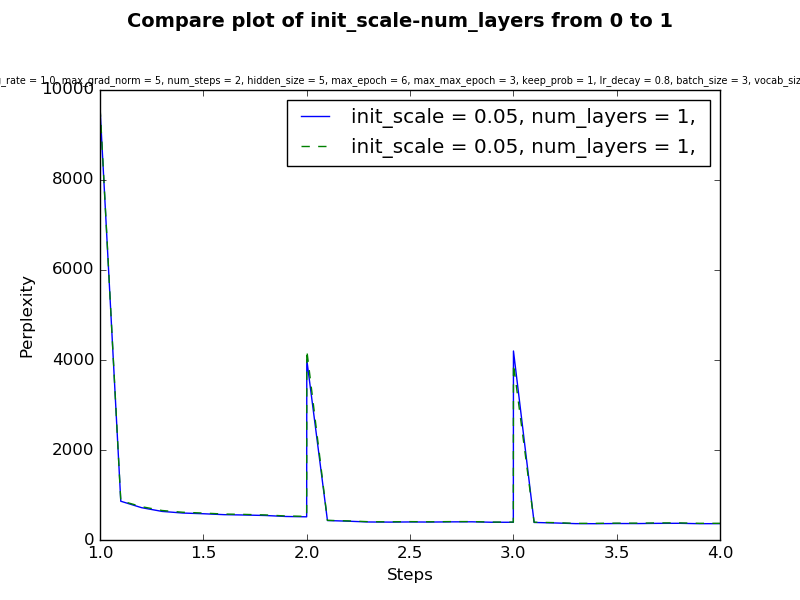 Compare plot of init_scale-num_layers from 0 to 1
_rate = 1.0, max_grad_norm = 5, num_steps = 2, hidden_size = 5, max_epoch = 6, max_max_epoch = 3, keep_prob = 1, lr_decay = 0.8, batch_size = 3, vocab_siz
init_scale = 0.05, num_layers = 1,
init_scale = 0.05, num_layers = 1,
10000
8000
6000
4000
2000
0
Perplexity
1.0 1.5 2.0 2.5 3.0 3.5 4.0
Steps